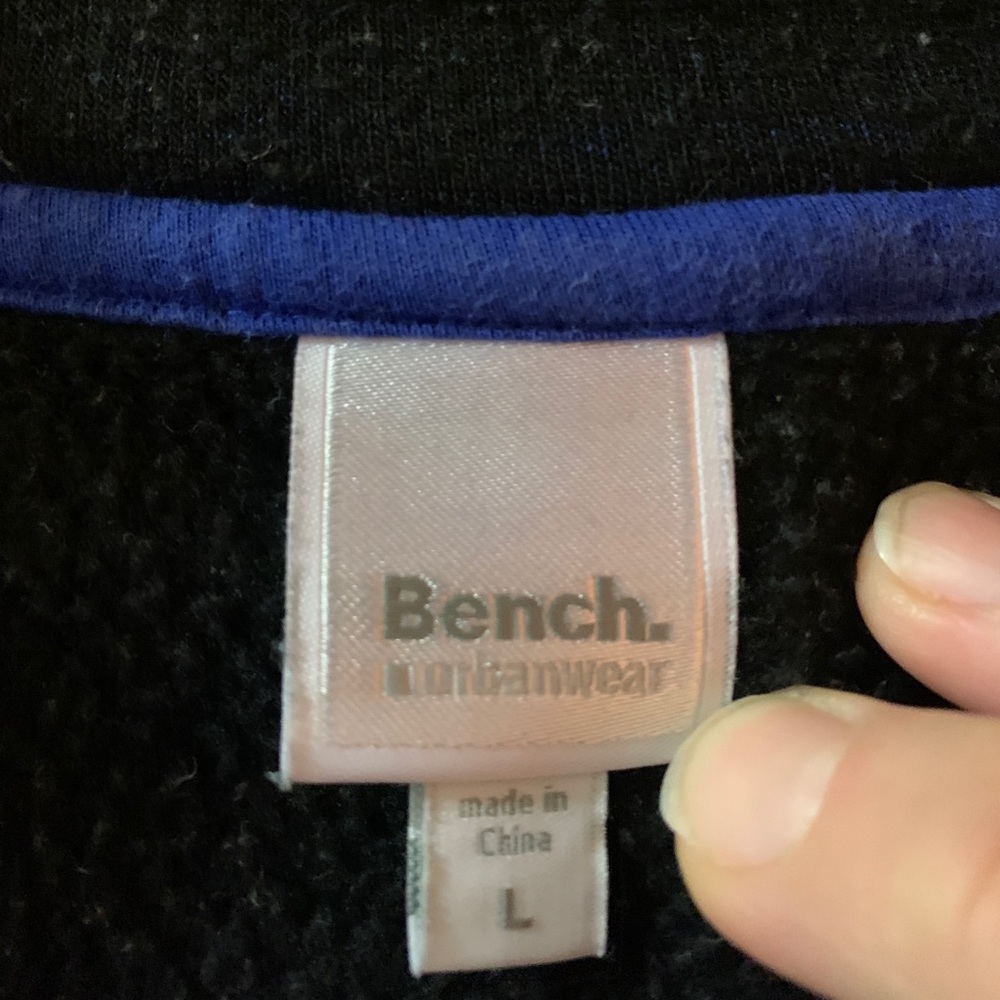 Bench.
urbanwear
made in
China
L